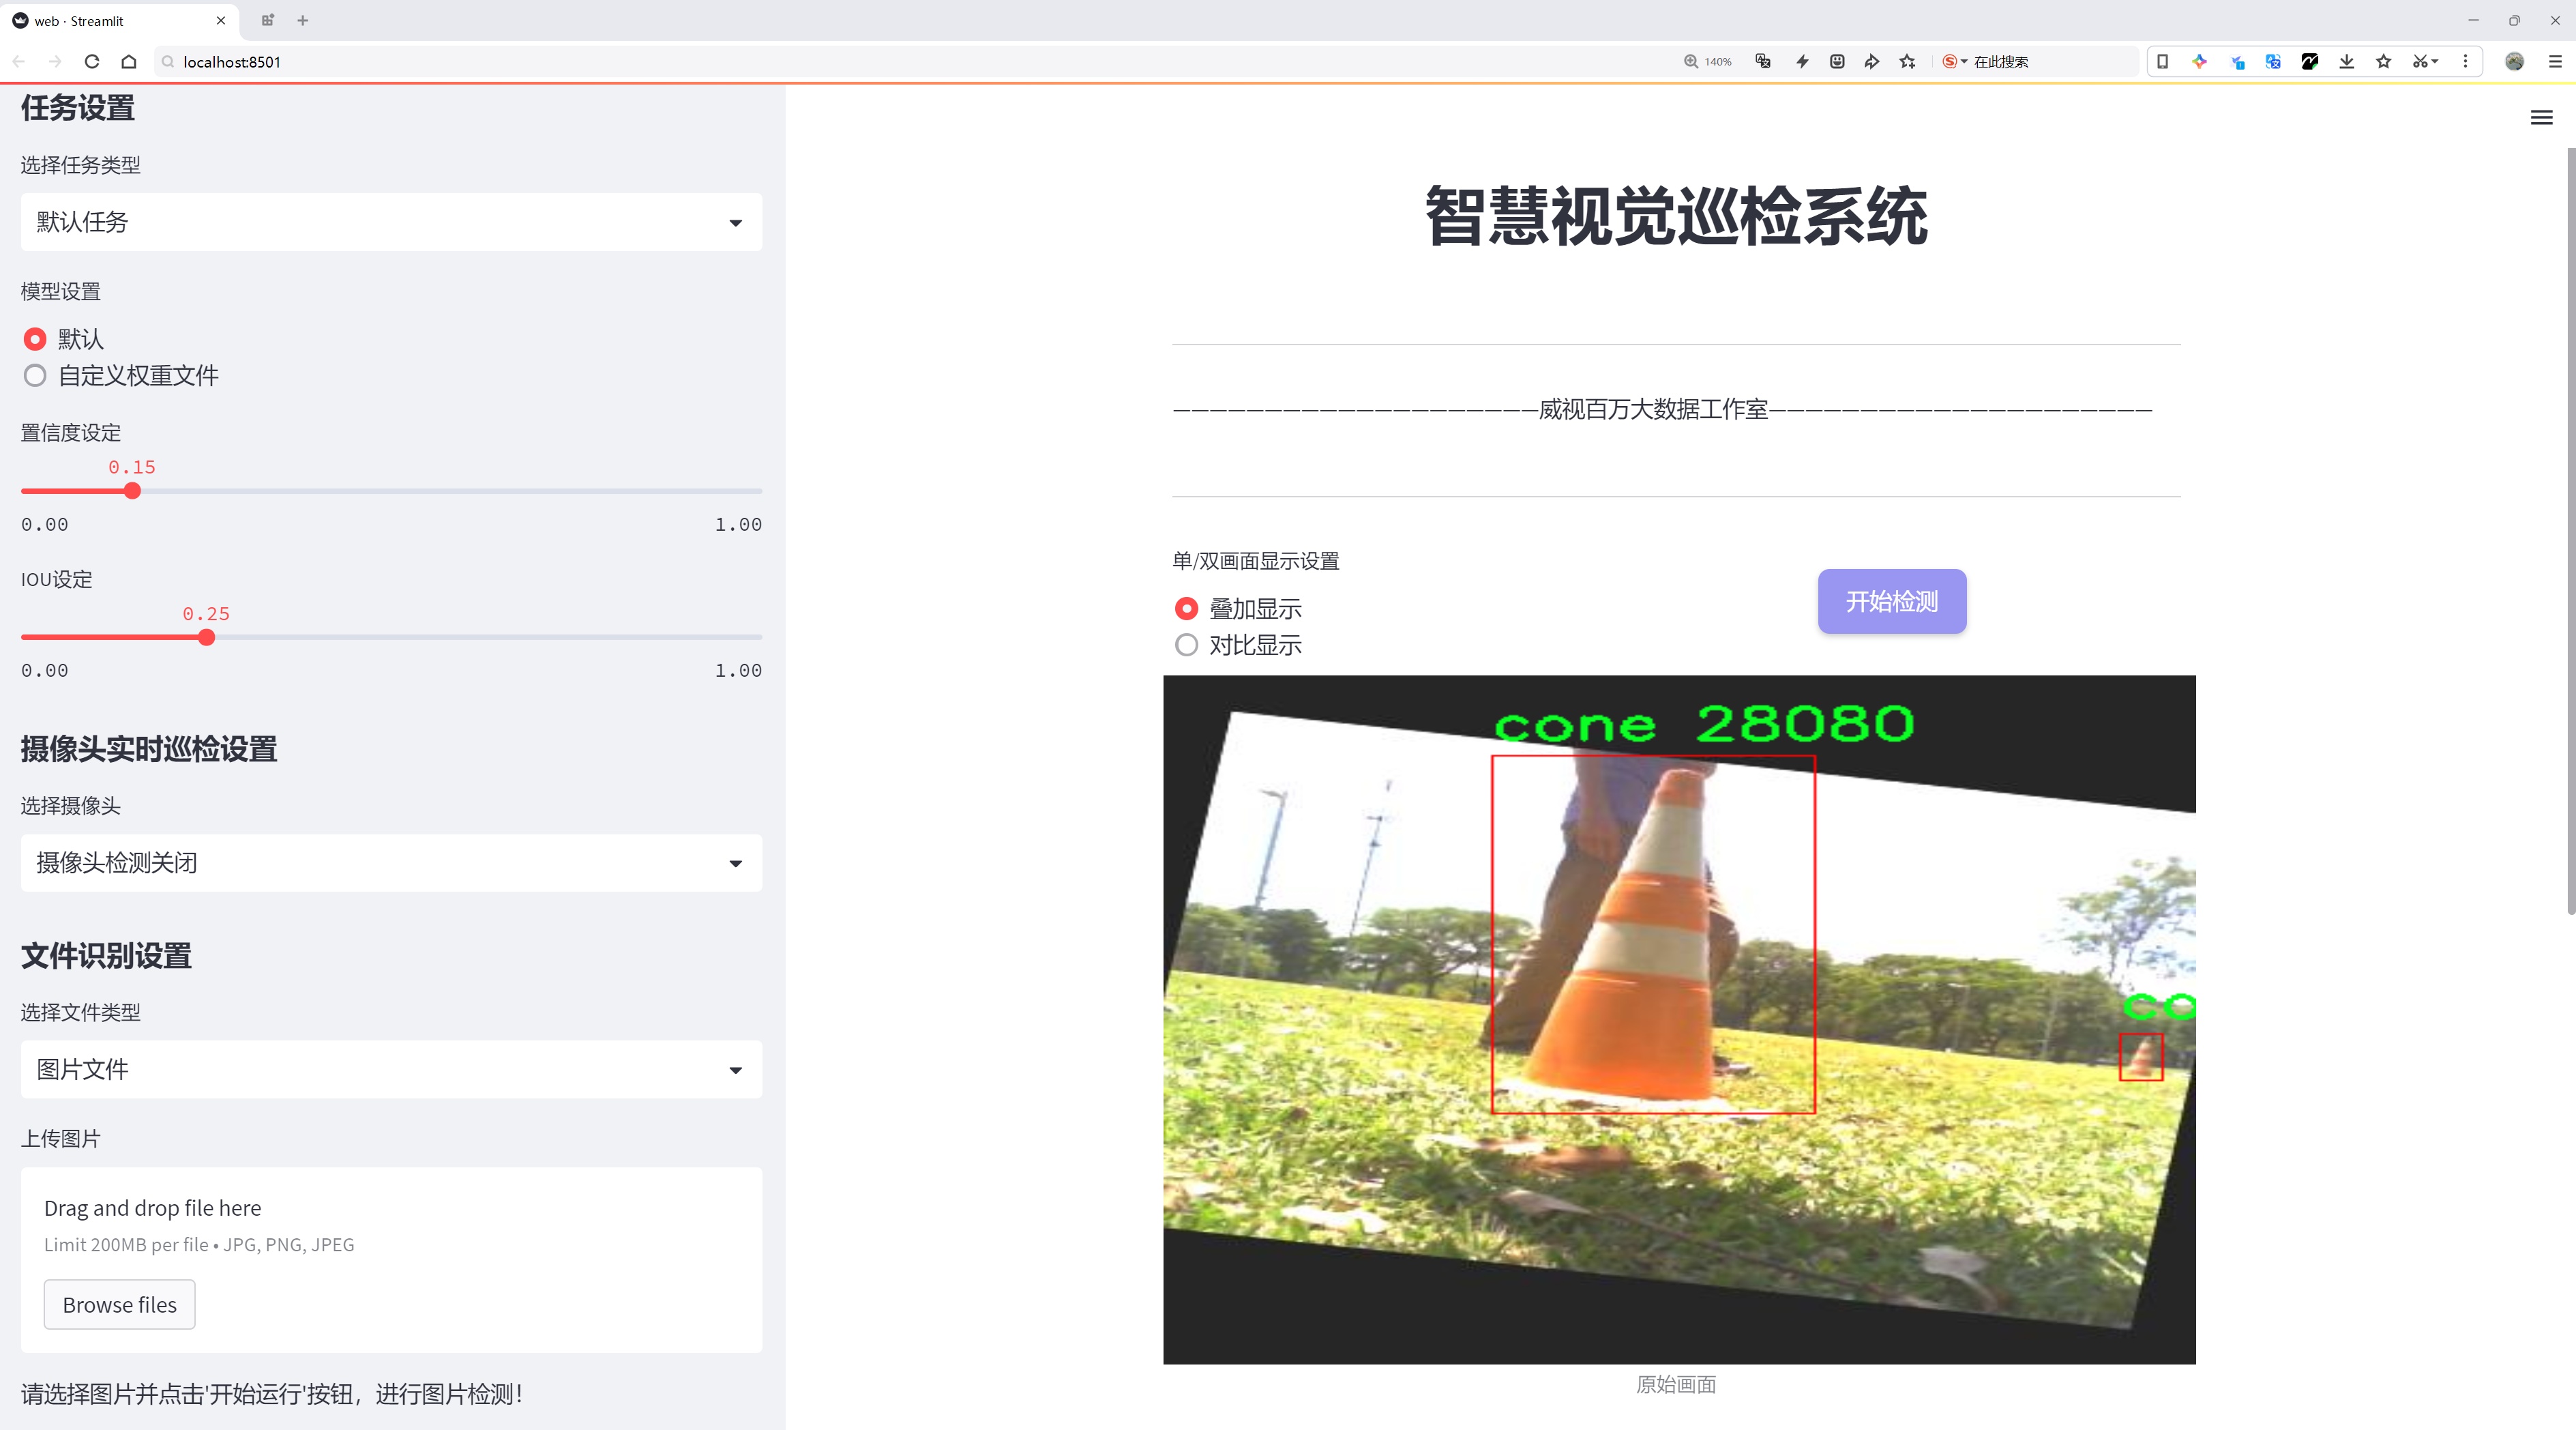 web · Streamlit
localhost:8501
140%
在此搜索
任务设置
选择任务类型
默认任务
模型设置
默认
自定义权重文件
置信度设定
0.15
0.00
1.00
IOU设定
0.25
0.00
1.00
摄像头实时巡检设置
选择摄像头
摄像头检测关闭
文件识别设置
选择文件类型
图片文件
上传图片
Drag and drop file here
Limit 200MB per file • JPG, PNG, JPEG
Browse files
请选择图片并点击'开始运行'按钮，进行图片检测！
智慧视觉巡检系统
————————————————————威视百万大数据工作室—————————————————————
单/双画面显示设置
叠加显示
对比显示
开始检测
cone 28080
co
原始画面